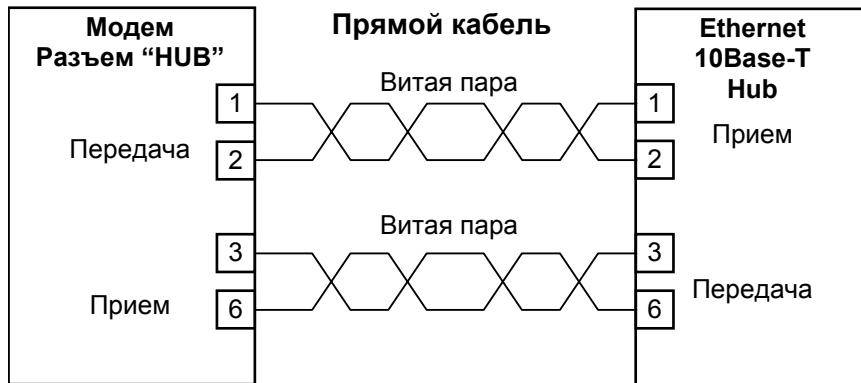 Модем
Разъем “HUB”
Прямой кабель
Ethernet
10Base-T
Hub
Витая пара
1
2
Передача
1
2
Прием
Витая пара
3
6
Прием
3
6
Передача